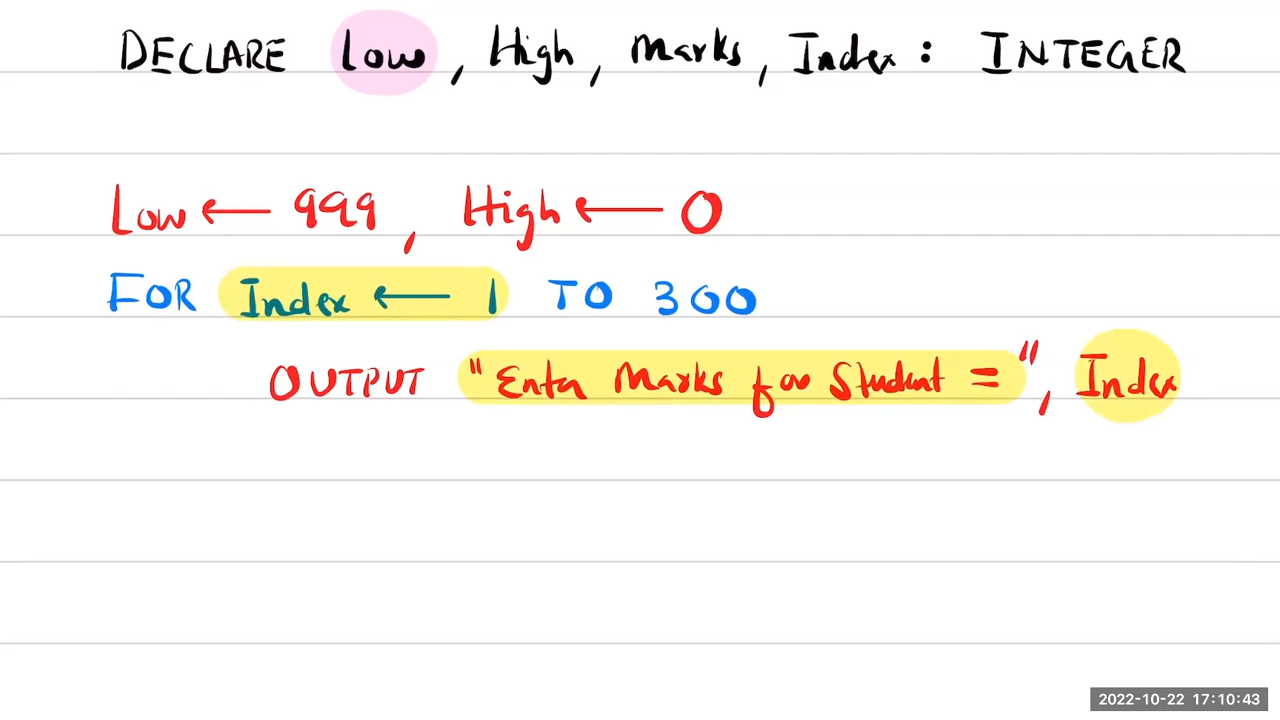 DECLARE Low, High, Marks, Index : INTEGER
Low ← 999, High ← 0
FOR Index ← 1 TO 300
OUTPUT "Enter Marks for Student =", Index
2022-10-22 17:10:43